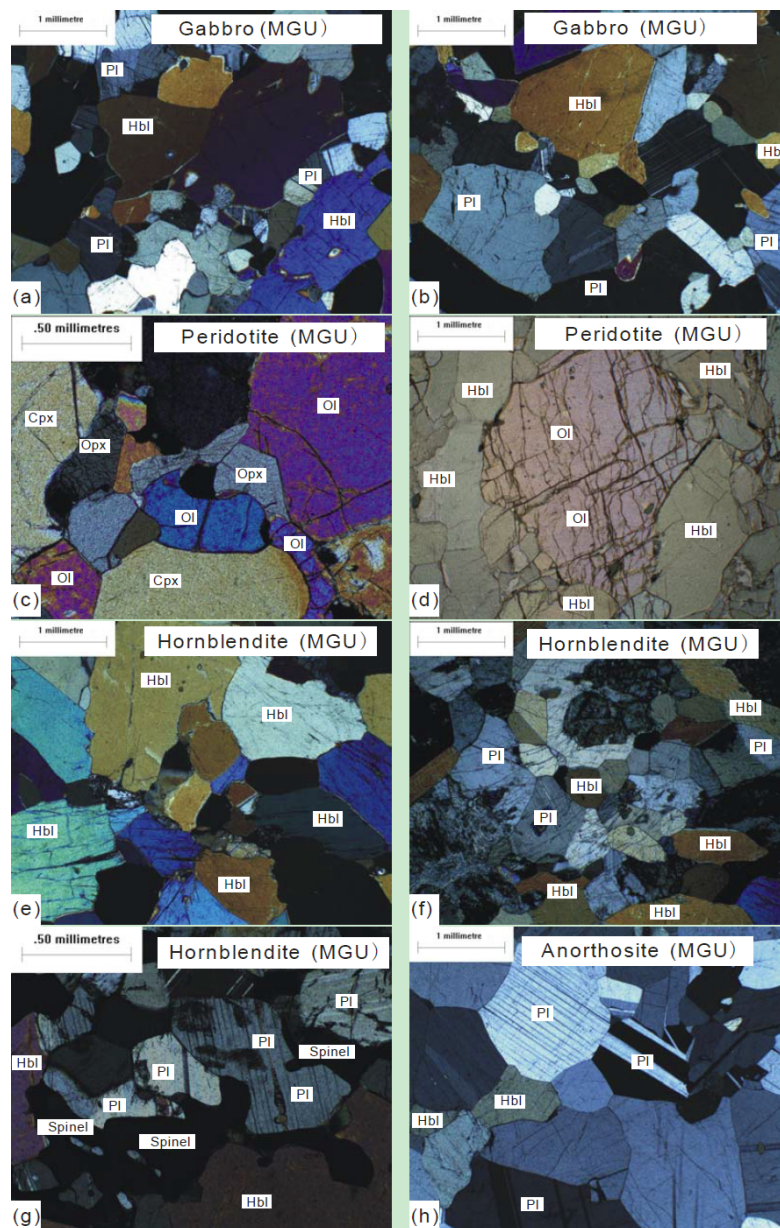 1 millimetre
Gabbro (MGU)
Pl
Hbl
Pl
Hbl
Pl
(a)
1 millimetre
Gabbro (MGU)
Hbl
Hb
Pl
Pl
Pl
(b)
.50 millimetres
Peridotite (MGU)
Cpx
Ol
Opx
Opx
Ol
Ol
Ol
Cpx
(c)
1 millimetre
Peridotite (MGU)
Hbl
Hbl
Ol
Hbl
Ol
Hbl
Hbl
(d)
1 millimetre
Hornblendite (MGU)
Hbl
Hbl
Hbl
Hbl
Hbl
(e)
1 millimetre
Hornblendite (MGU)
Hbl
Pl
Pl
Hbl
Pl
Hbl
Hbl
Hbl
(f)
.50 millimetres
Hornblendite (MGU)
Pl
Pl
Spinel
Hbl
Pl
Pl
Pl
Spinel
Spinel
Hbl
(g)
1 millimetre
Anorthosite (MGU)
Pl
Pl
Hbl
Hbl
Pl
(h)